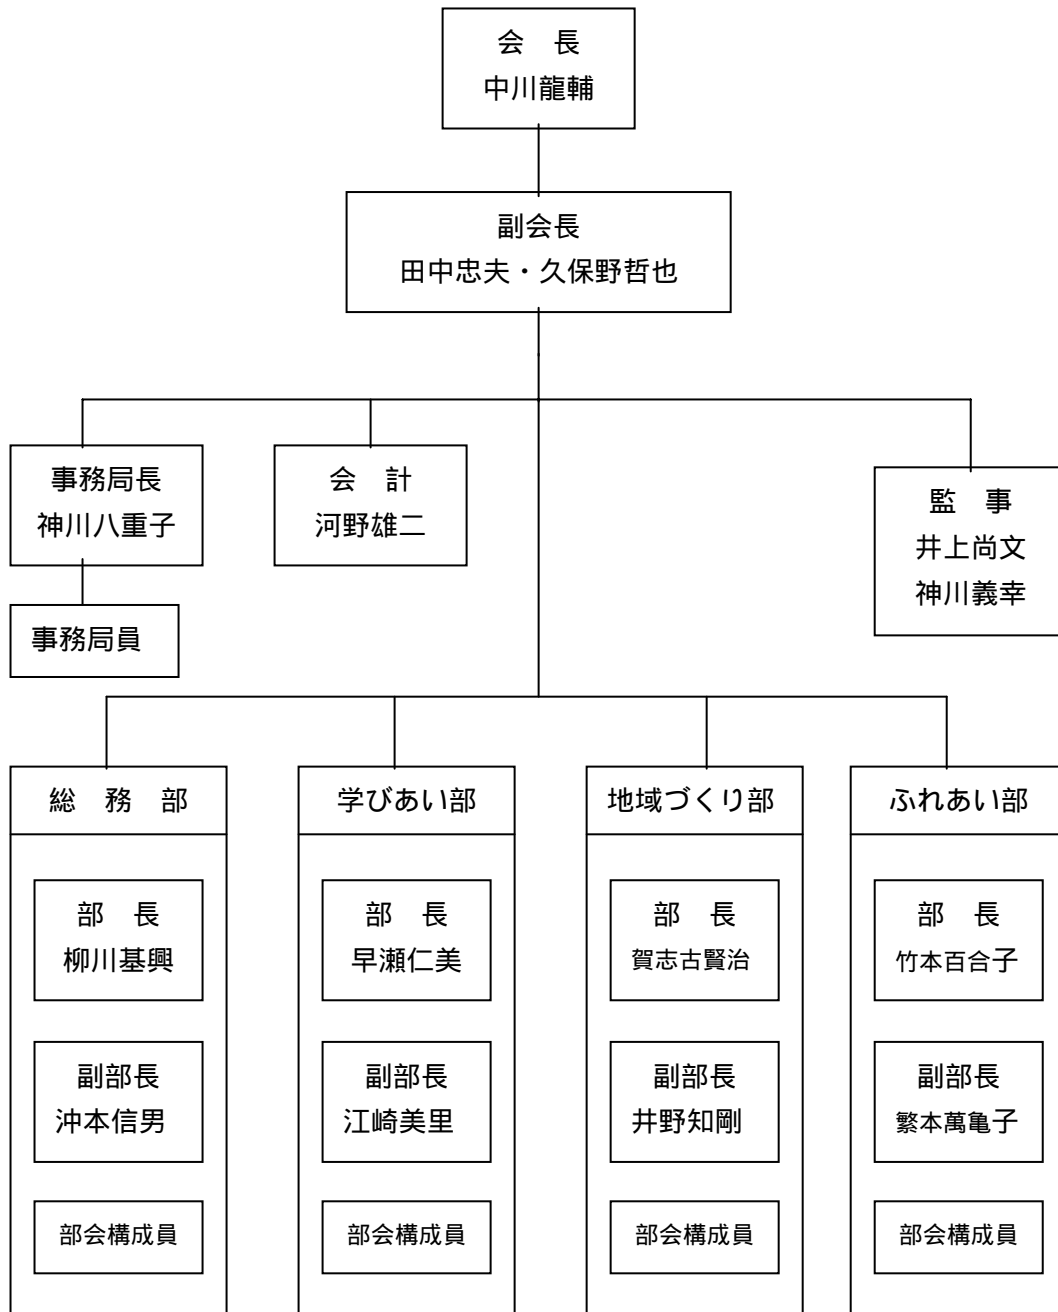 会　長
中川龍輔
副会長
田中忠夫・久保野哲也
事務局長
神川八重子
会　計
河野雄二
監　事
井上尚文
神川義幸
事務局員
総　務　部
学びあい部
地域づくり部
ふれあい部
部　長
柳川基興
部　長
早瀬仁美
部　長
賀志古賢治
部　長
竹本百合子
副部長
沖本信男
副部長
江崎美里
副部長
井野知剛
副部長
繁本萬亀子
部会構成員
部会構成員
部会構成員
部会構成員